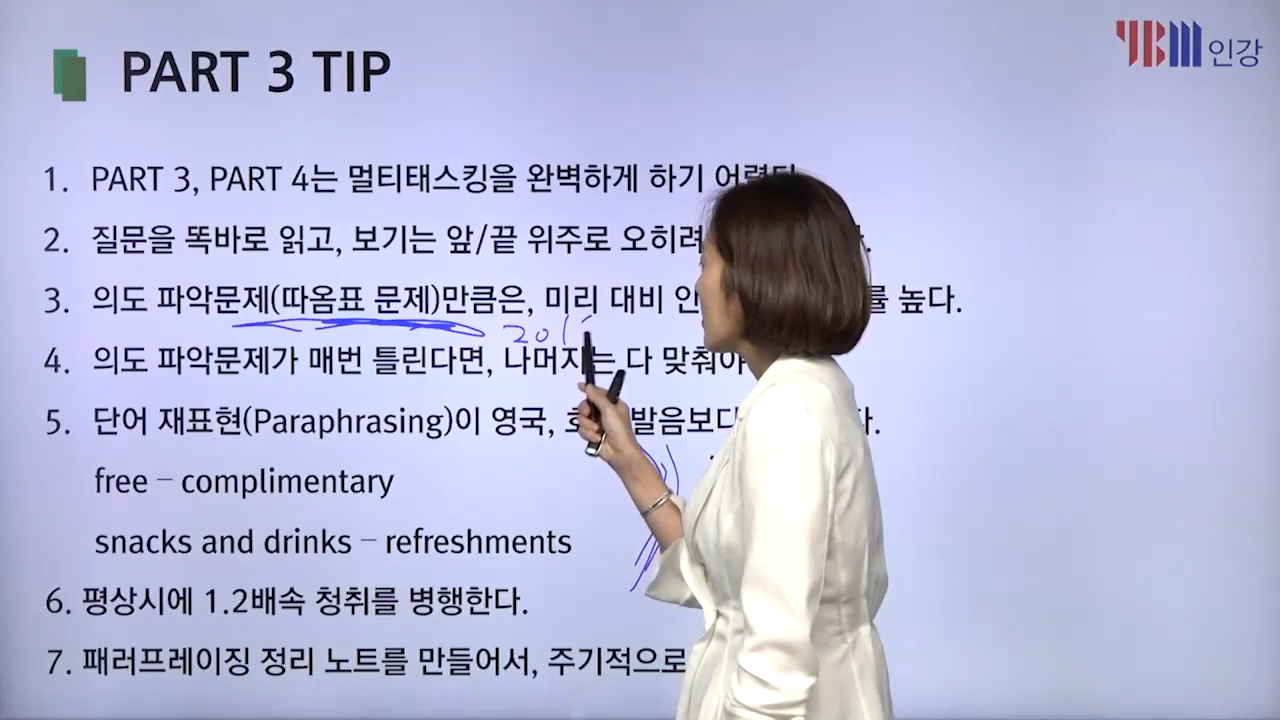 YBM 인강
PART 3 TIP
1. PART 3, PART 4는 멀티태스킹을 완벽하게 하기
2. 질문을 똑바로 읽고, 보기는 앞/끝 위주로 오히려
3. 의도 파악문제(따옴표 문제)만큼은, 미리 대비 높다.
201
4. 의도 파악문제가 매번 틀린다면, 나머지는 다 맞춰야
5. 단어 재표현(Paraphrasing)이 영국, 발음보다
free – complimentary
snacks and drinks – refreshments
6. 평상시에 1.2배속 청취를 병행한다.
7. 패러프레이징 정리 노트를 만들어서, 주기적으로